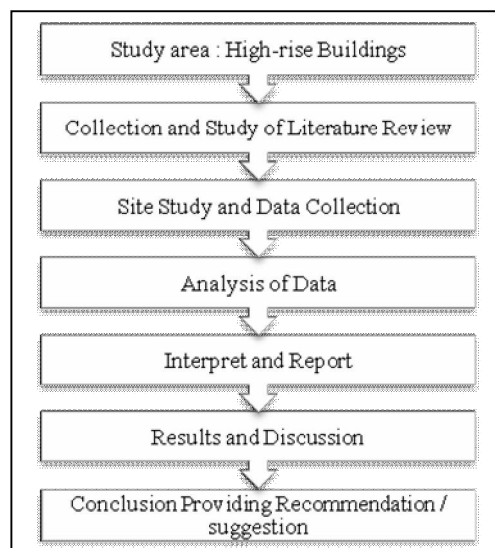 Study area : High-rise Buildings
Collection and Study of Literature Review
Site Study and Data Collection
Analysis of Data
Interpret and Report
Results and Discussion
Conclusion Providing Recommendation /
suggestion